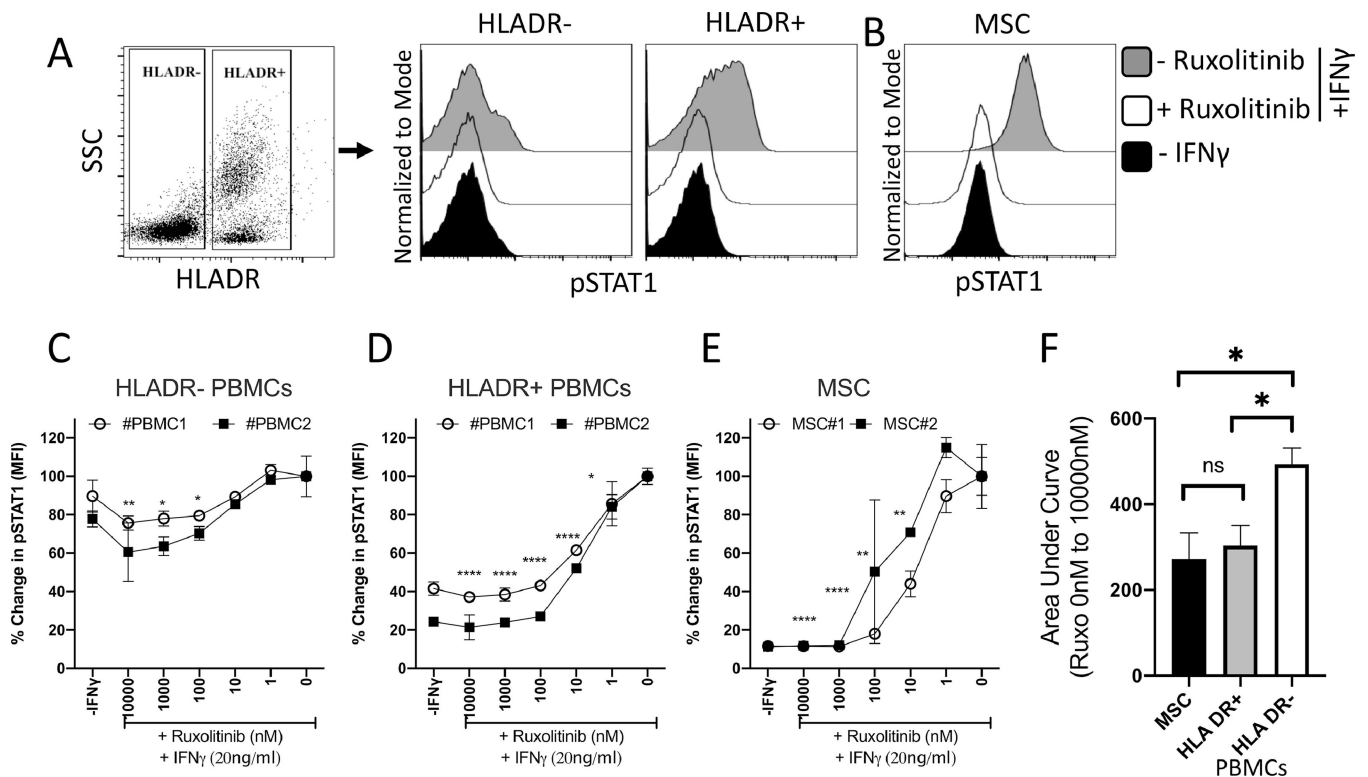 A
HLADR-
HLADR+
SSC
HLADR
HLADR-
HLADR+
Normalized to Mode
Normalized to Mode
pSTAT1
B
MSC
Normalized to Mode
pSTAT1
- Ruxolitinib
+ Ruxolitinib
+IFNγ
- IFNγ
C
HLADR- PBMCs
#PBMC1 #PBMC2
% Change in pSTAT1 (MFI)
120
100
80
60
40
20
0
** * *
-IFNγ 10000 1000 100 10 1 0
+ Ruxolitinib (nM)
+ IFNγ (20ng/ml)
D
HLADR+ PBMCs
#PBMC1 #PBMC2
% Change in pSTAT1 (MFI)
120
100
80
60
40
20
0
**** **** **** **** *
-IFNγ 10000 1000 100 10 1 0
+ Ruxolitinib (nM)
+ IFNγ (20ng/ml)
E
MSC
MSC#1 MSC#2
% Change in pSTAT1 (MFI)
120
100
80
60
40
20
0
**** **** ** **
-IFNγ 10000 1000 100 10 1 0
+ Ruxolitinib (nM)
+ IFNγ (20ng/ml)
F
*
*
ns
Area Under Curve
(Ruxo 0nM to 10000nM)
600
400
200
0
MSC HLA DR+ HLA DR-
PBMCs